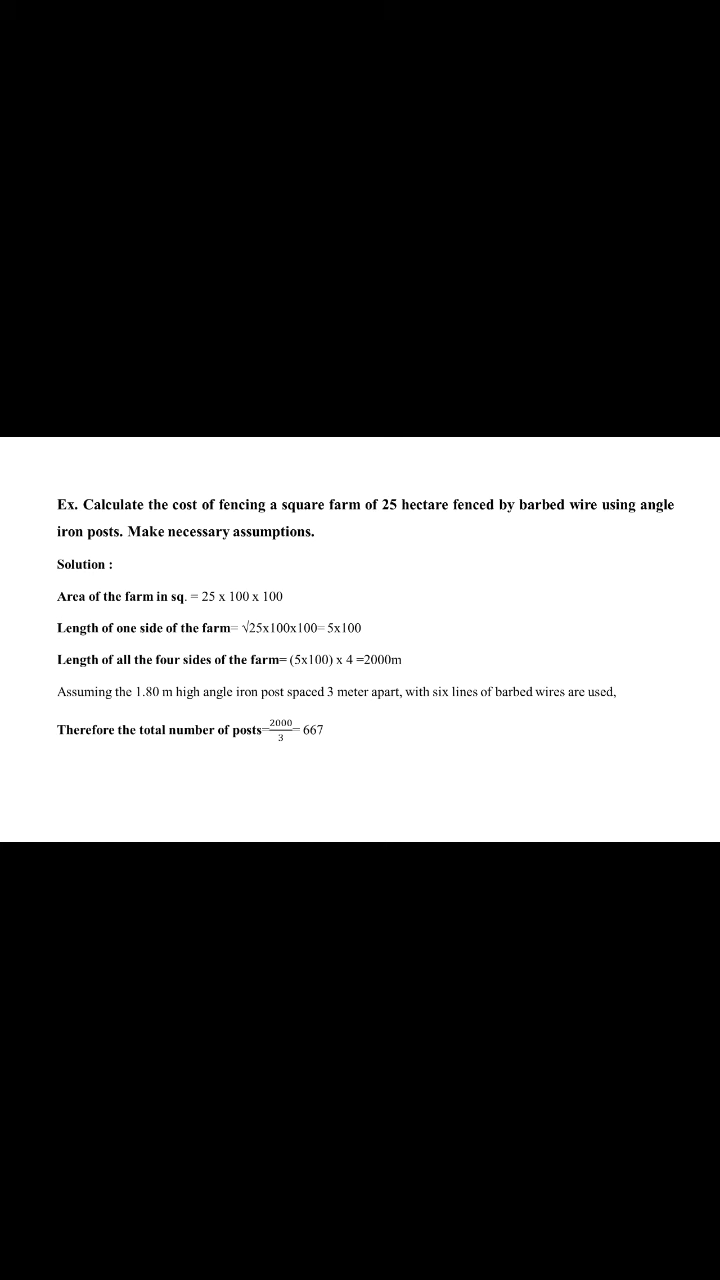 Ex. Calculate the cost of fencing a square farm of 25 hectare fenced by barbed wire using angle
iron posts. Make necessary assumptions.
Solution :
Area of the farm in sq. = 25 x 100 x 100
Length of one side of the farm= √25x100x100= 5x100
Length of all the four sides of the farm= (5x100) x 4 =2000m
Assuming the 1.80 m high angle iron post spaced 3 meter apart, with six lines of barbed wires are used,
Therefore the total number of posts=2000/3= 667